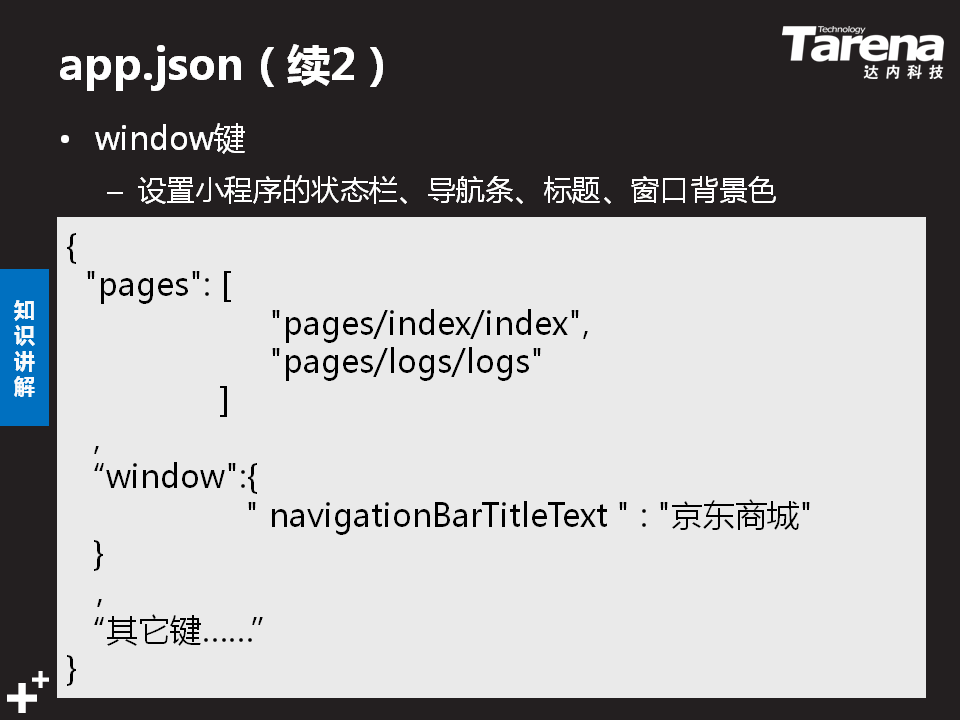 app.json（续2）
Technology
Tarena
达内科技
• window键
– 设置小程序的状态栏、导航条、标题、窗口背景色
知识讲解
{
"pages": [
"pages/index/index",
"pages/logs/logs"
]
,
“window":{
" navigationBarTitleText " : "京东商城"
}
,
“其它键……”
}